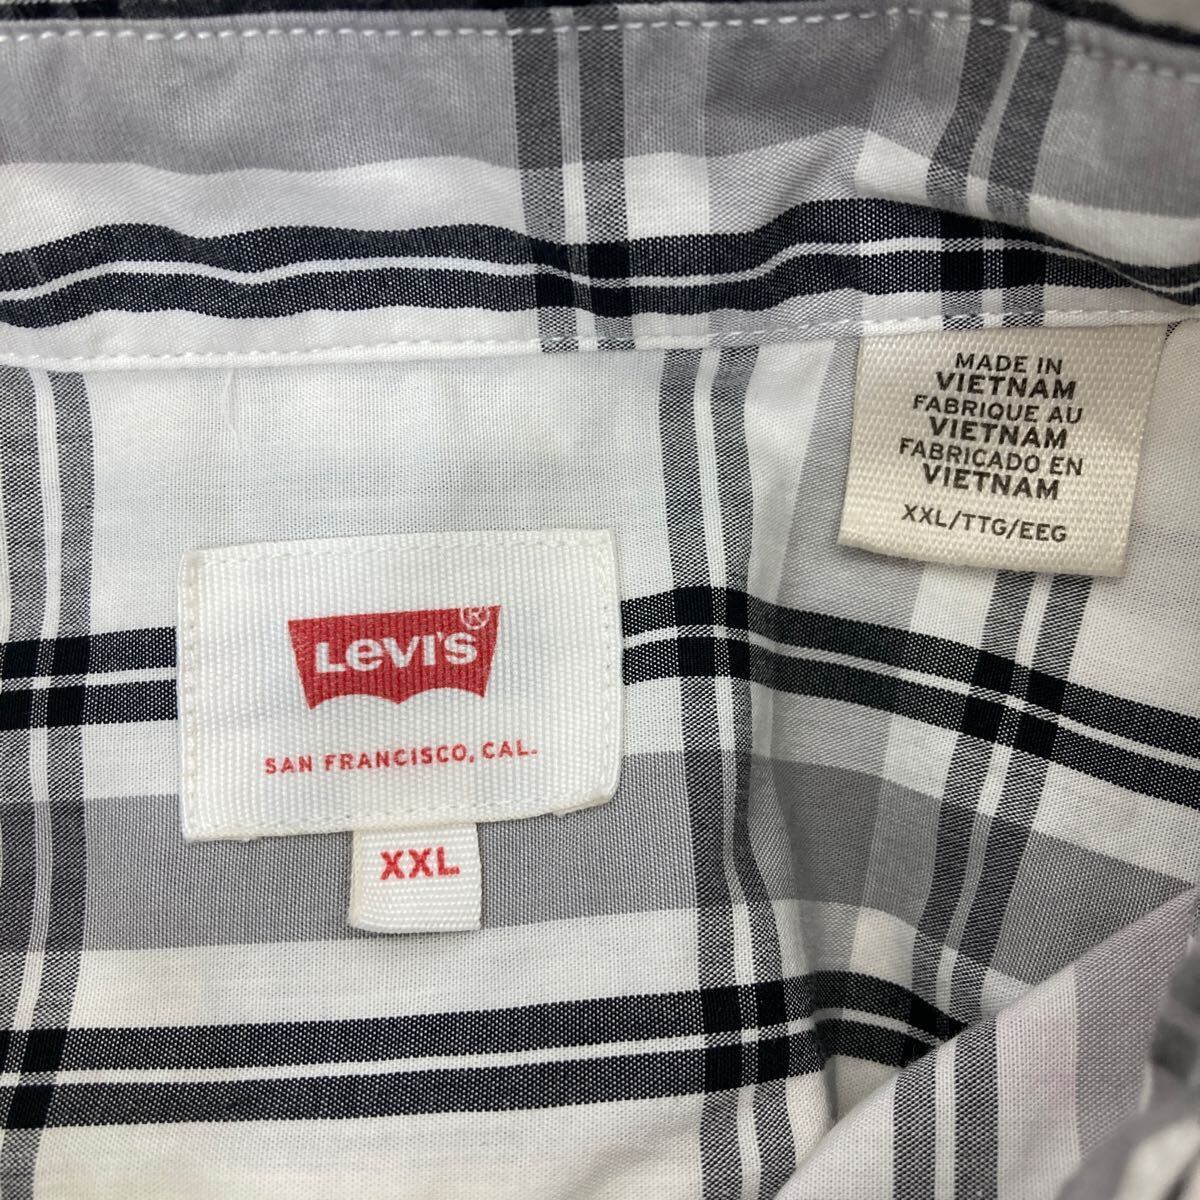 MADE IN
VIETNAM
FABRIQUE AU
VIETNAM
FABRICADO EN
VIETNAM
XXL/TTG/EEG
LEVI'S®
SAN FRANCISCO, CAL.
XXL